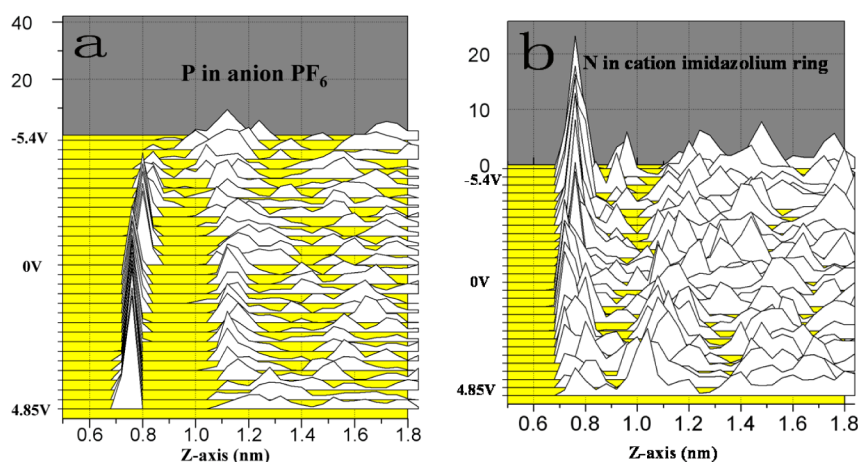 a
P in anion PF6
40
20
-5.4V
0V
4.85V
0.6 0.8 1.0 1.2 1.4 1.6 1.8
Z-axis (nm)
b
N in cation imidazolium ring
20
10
0
-5.4V
0V
4.85V
0.6 0.8 1.0 1.2 1.4 1.6 1.8
Z-axis (nm)